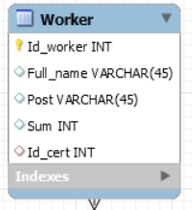 Worker
Id_worker INT
Full_name VARCHAR(45)
Post VARCHAR(45)
Sum INT
Id_cert INT
Indexes